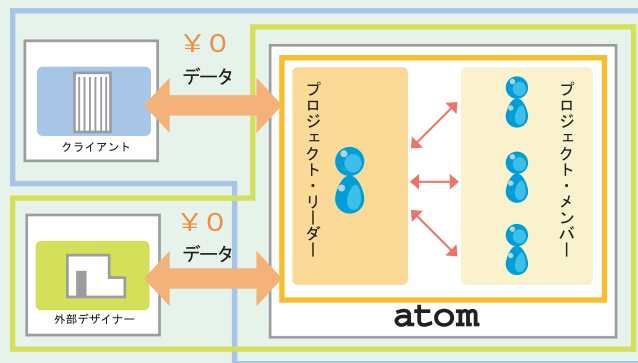 ¥0
データ
クライアント
¥0
データ
外部デザイナー
プロジェクト・リーダー
プロジェクト・メンバー
atom